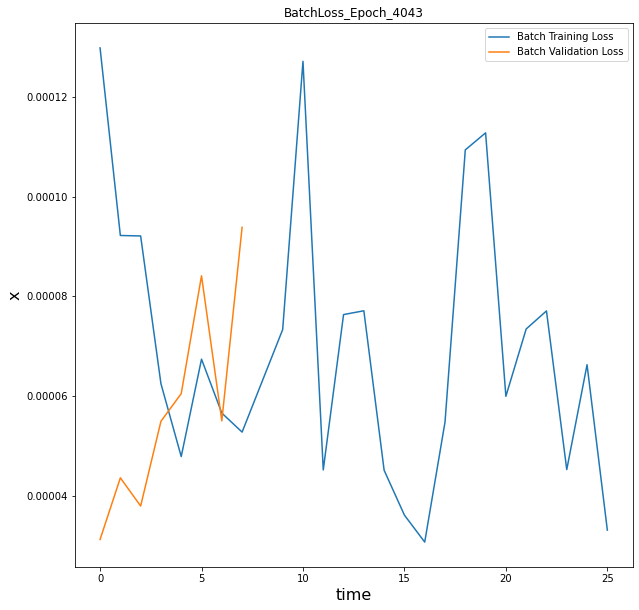 BatchLoss_Epoch_4043
Batch Training Loss
Batch Validation Loss
0.00012
0.00010
0.00008
0.00006
0.00004
x
0 5 10 15 20 25
time